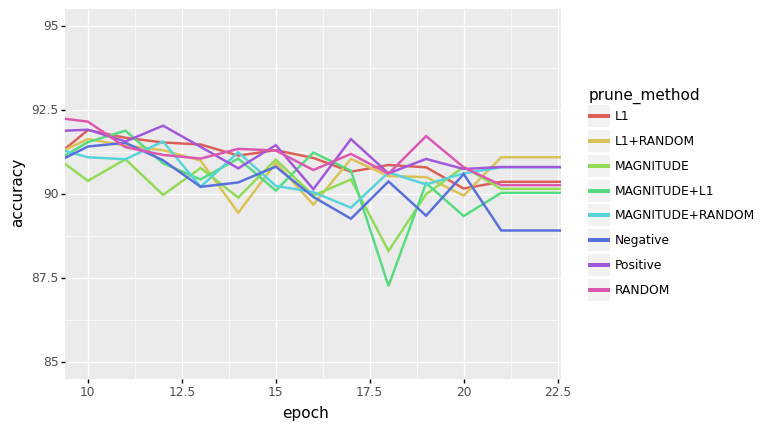 95
92.5
90
87.5
85
accuracy
10
12.5
15
17.5
20
22.5
epoch
prune_method
L1
L1+RANDOM
MAGNITUDE
MAGNITUDE+L1
MAGNITUDE+RANDOM
Negative
Positive
RANDOM